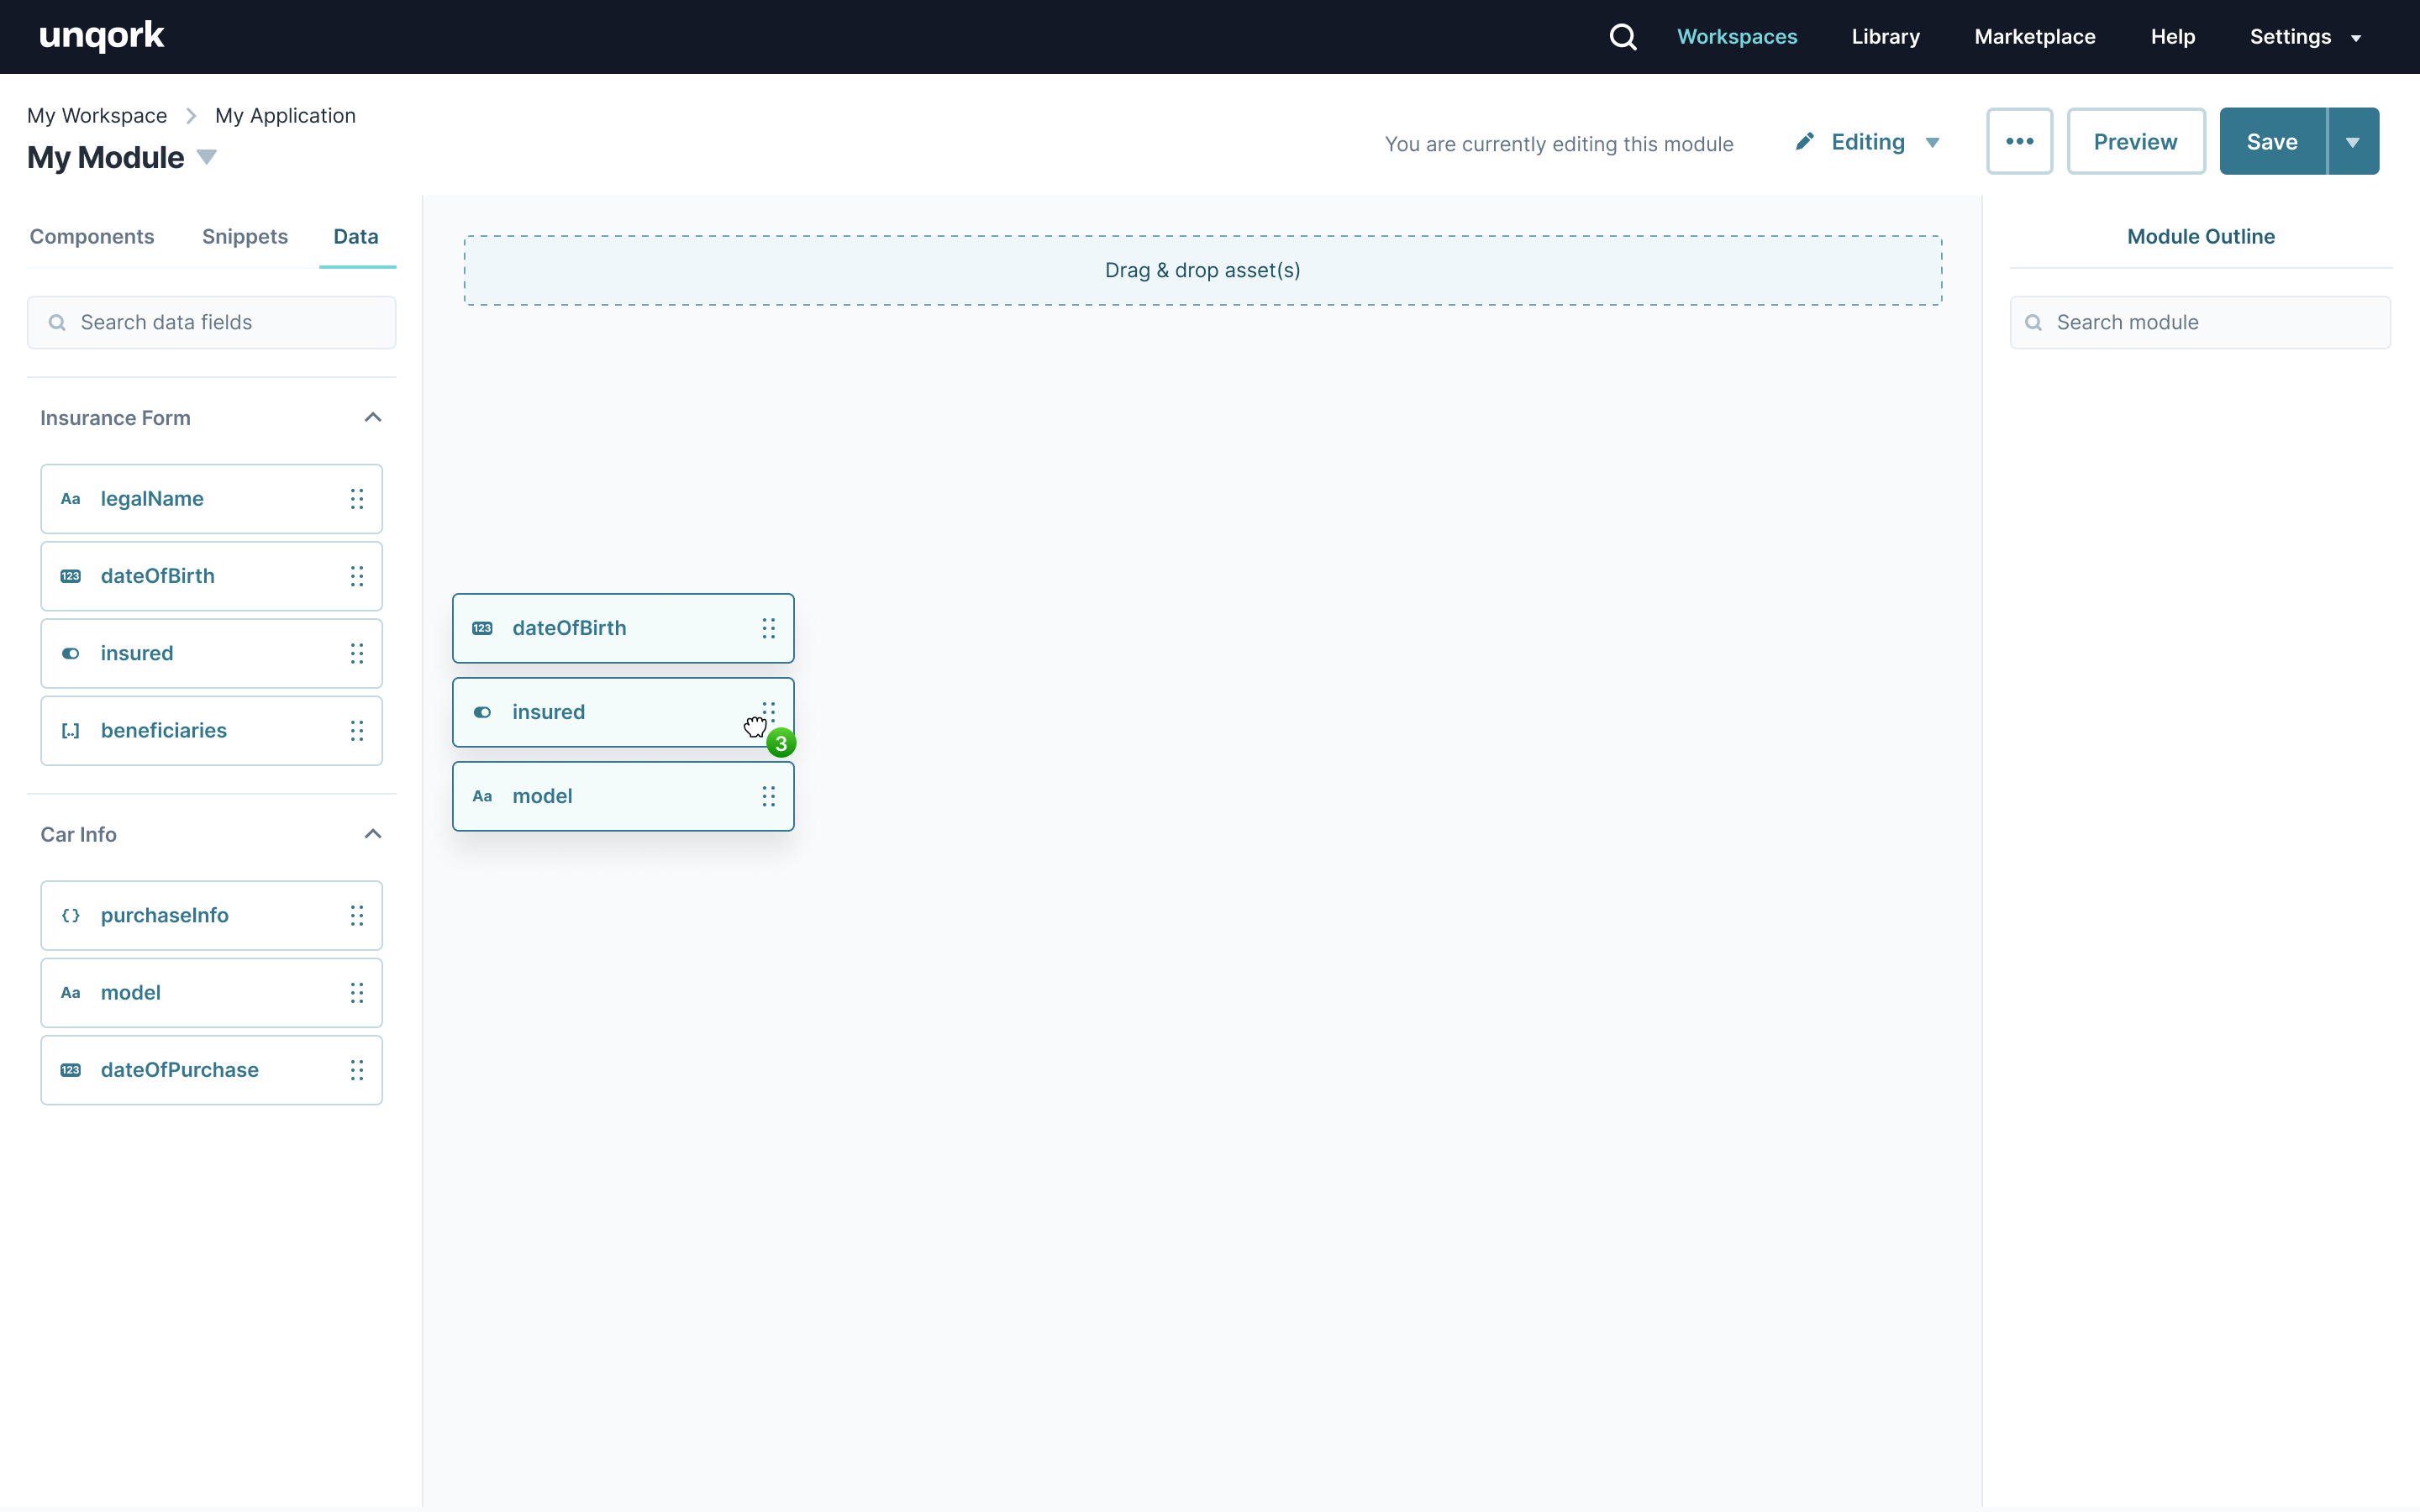 unqork
Workspaces Library Marketplace Help Settings
My Workspace My Application
My Module
You are currently editing this module
Editing
Preview
Save
Components Snippets Data
Search data fields
Insurance Form
Aa legalName
123 dateOfBirth
insured
[..] beneficiaries
Car Info
{} purchaseInfo
Aa model
123 dateOfPurchase
Drag & drop asset(s)
123 dateOfBirth
insured
3
Aa model
Module Outline
Search module